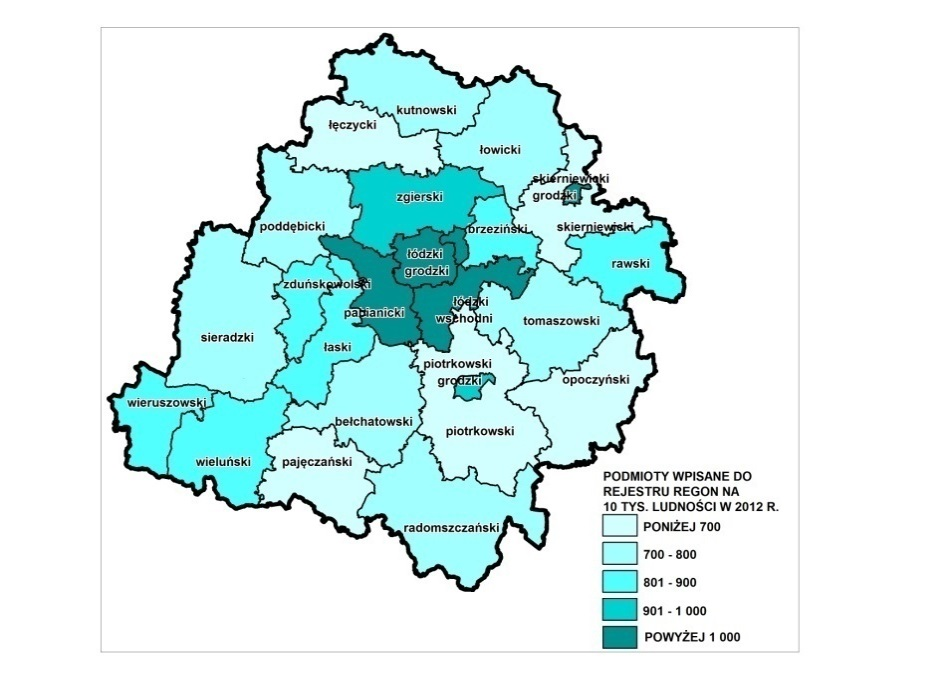 kutnowski
łęczycki
łowicki
skierniewicki
grodzki
zgierski
poddębicki
brzeziński
skierniewicki
łódzki
grodzki
rawski
zduńskowolski
łódzki
wschodni
pabianicki
tomaszowski
sieradzki
łaski
piotrkowski
grodzki
opoczyński
wieruszowski
bełchatowski
piotrkowski
wieluński
pajęczański
radomszczański
PODMIOTY WPISANE DO
REJESTRU REGON NA
10 TYS. LUDNOŚCI W 2012 R.
PONIŻEJ 700
700 - 800
801 - 900
901 - 1 000
POWYŻEJ 1 000